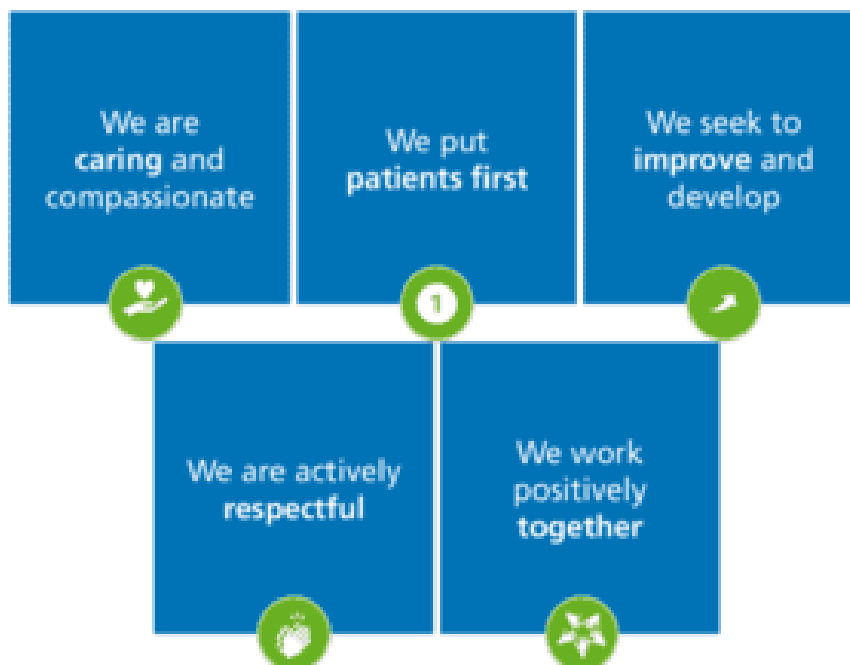 We are
caring and
compassionate
We put
patients first
We seek to
improve and
develop
1
We are actively
respectful
We work
positively
together